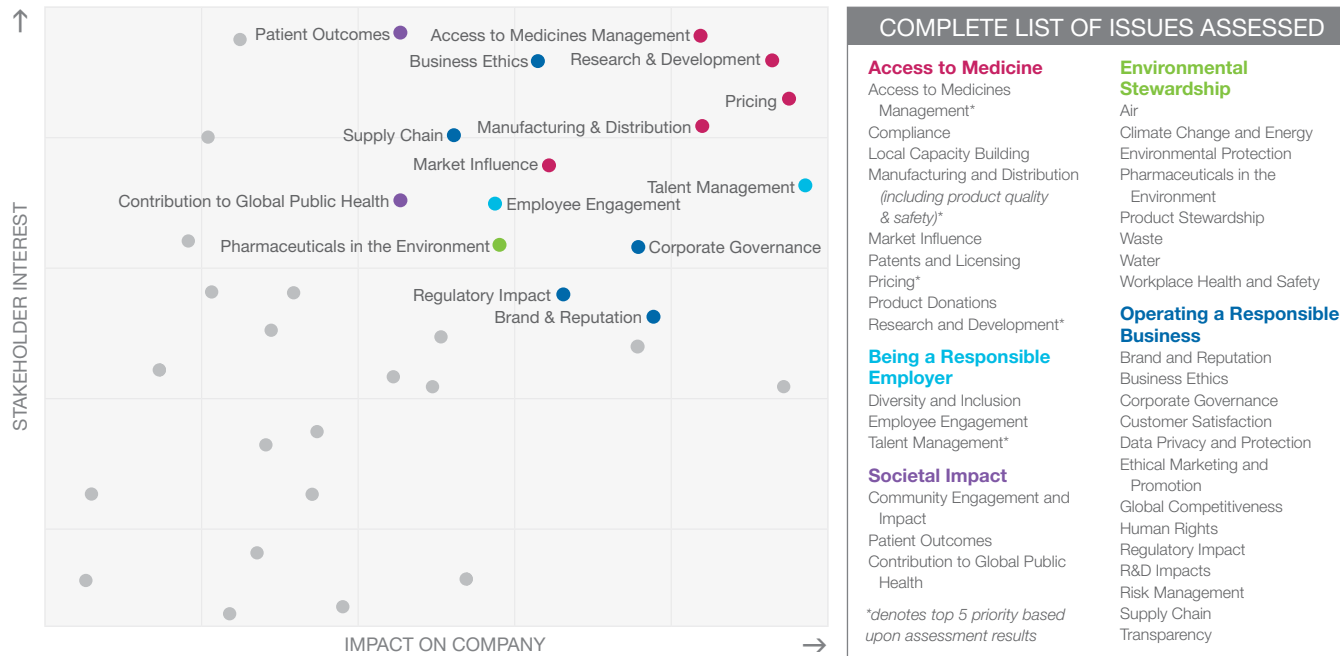 Patient Outcomes
Access to Medicines Management
Business Ethics
Research & Development
Pricing
Supply Chain
Manufacturing & Distribution
Market Influence
Talent Management
Contribution to Global Public Health
Employee Engagement
Pharmaceuticals in the Environment
Corporate Governance
Regulatory Impact
Brand & Reputation
STAKEHOLDER INTEREST
IMPACT ON COMPANY
COMPLETE LIST OF ISSUES ASSESSED
Access to Medicine
Access to Medicines
Management*
Compliance
Local Capacity Building
Manufacturing and Distribution
(including product quality
& safety)*
Market Influence
Patents and Licensing
Pricing*
Product Donations
Research and Development*
Being a Responsible
Employer
Diversity and Inclusion
Employee Engagement
Talent Management*
Societal Impact
Community Engagement and
Impact
Patient Outcomes
Contribution to Global Public
Health
*denotes top 5 priority based
upon assessment results
Environmental
Stewardship
Air
Climate Change and Energy
Environmental Protection
Pharmaceuticals in the
Environment
Product Stewardship
Waste
Water
Workplace Health and Safety
Operating a Responsible
Business
Brand and Reputation
Business Ethics
Corporate Governance
Customer Satisfaction
Data Privacy and Protection
Ethical Marketing and
Promotion
Global Competitiveness
Human Rights
Regulatory Impact
R&D Impacts
Risk Management
Supply Chain
Transparency